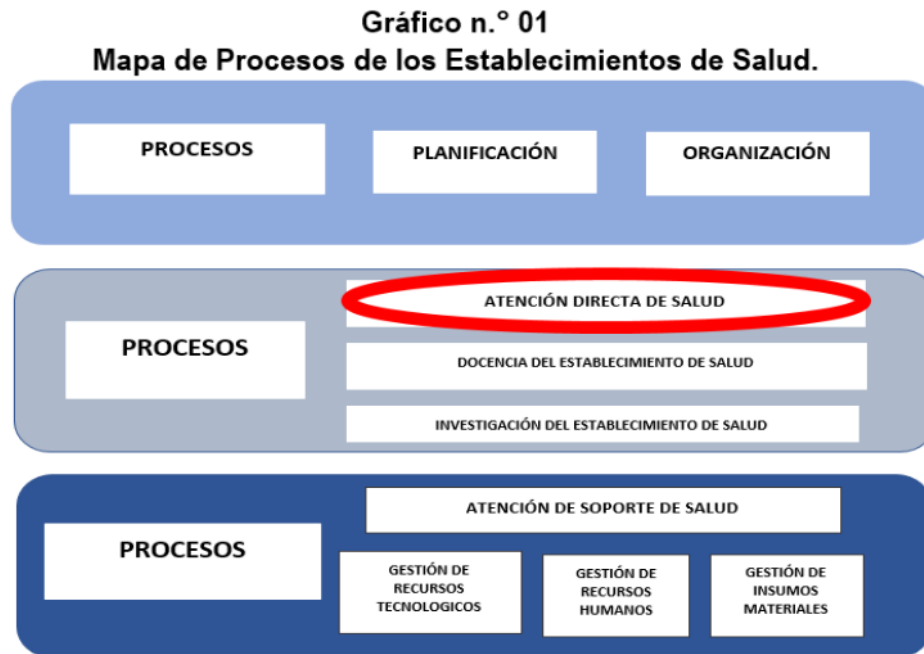 Gráfico n.° 01
Mapa de Procesos de los Establecimientos de Salud.
PROCESOS
PLANIFICACIÓN
ORGANIZACIÓN
PROCESOS
ATENCIÓN DIRECTA DE SALUD
DOCENCIA DEL ESTABLECIMIENTO DE SALUD
INVESTIGACIÓN DEL ESTABLECIMIENTO DE SALUD
PROCESOS
ATENCIÓN DE SOPORTE DE SALUD
GESTIÓN DE
RECURSOS
TECNOLOGICOS
GESTIÓN DE
RECURSOS
HUMANOS
GESTIÓN DE
INSUMOS
MATERIALES